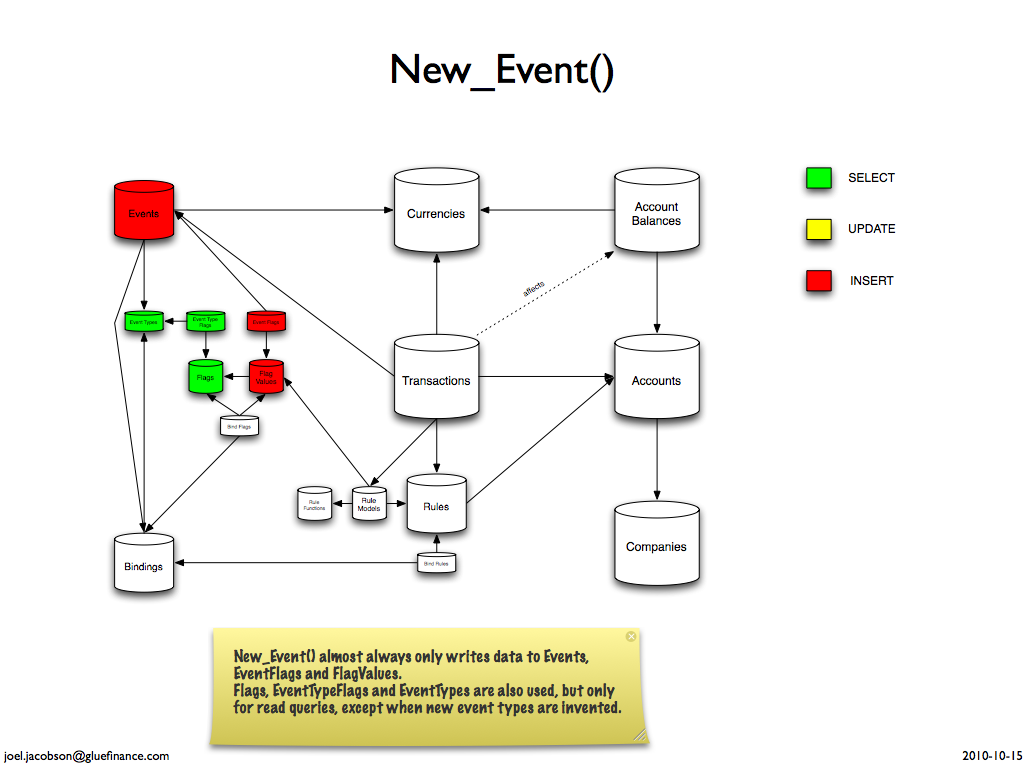 New_Event()
SELECT
UPDATE
INSERT
Events
Currencies
Account
Balances
affects
Event Types
Event Type
Flags
Event Flags
Flags
Flag
Values
Transactions
Accounts
Bind Flags
Rule
Functions
Rule
Models
Rules
Bind Rules
Bindings
Companies
New_Event() almost always only writes data to Events,
EventFlags and FlagValues.
Flags, EventTypeFlags and EventTypes are also used, but only
for read queries, except when new event types are invented.
joel.jacobson@gluefinance.com
2010-10-15